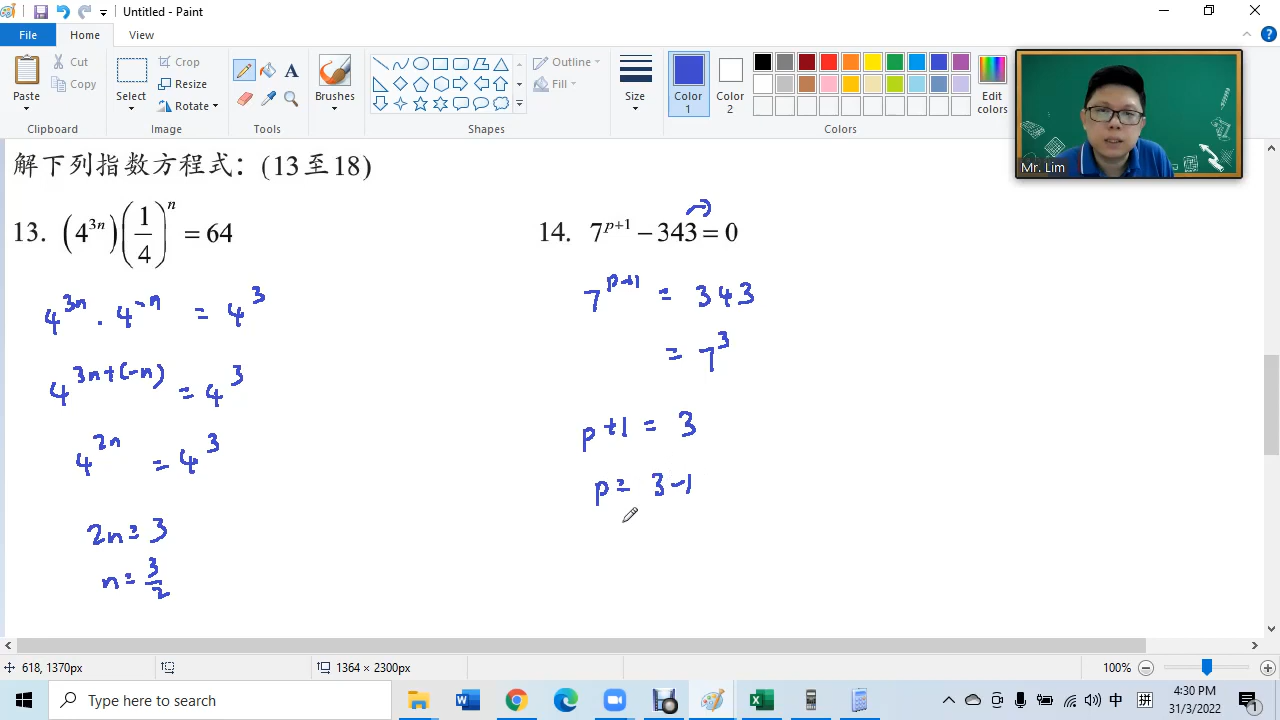 Untitled - Paint
File Home View
Paste
Cut
Copy
Clipboard
Select
Crop
Resize
Rotate
Image
A
Tools
Brushes
Shapes
Outline
Fill
Size
Color 1
Color 2
Edit colors
Colors
Mr. Lim
解下列指数方程式：(13至18)
13. (4^{3n})(1/4)^n = 64
4^{3n} · 4^{-n} = 4^3
4^{3n+(-n)} = 4^3
4^{2n} = 4^3
2n = 3
n = 3/2
14. 7^{p+1} − 343 = 0
7^{p+1} = 343
= 7^3
p+1 = 3
p = 3-1
618, 1370px
1364 × 2300px
100%
Type here to search
中
拼
4:30 PM
31/3/2022
1